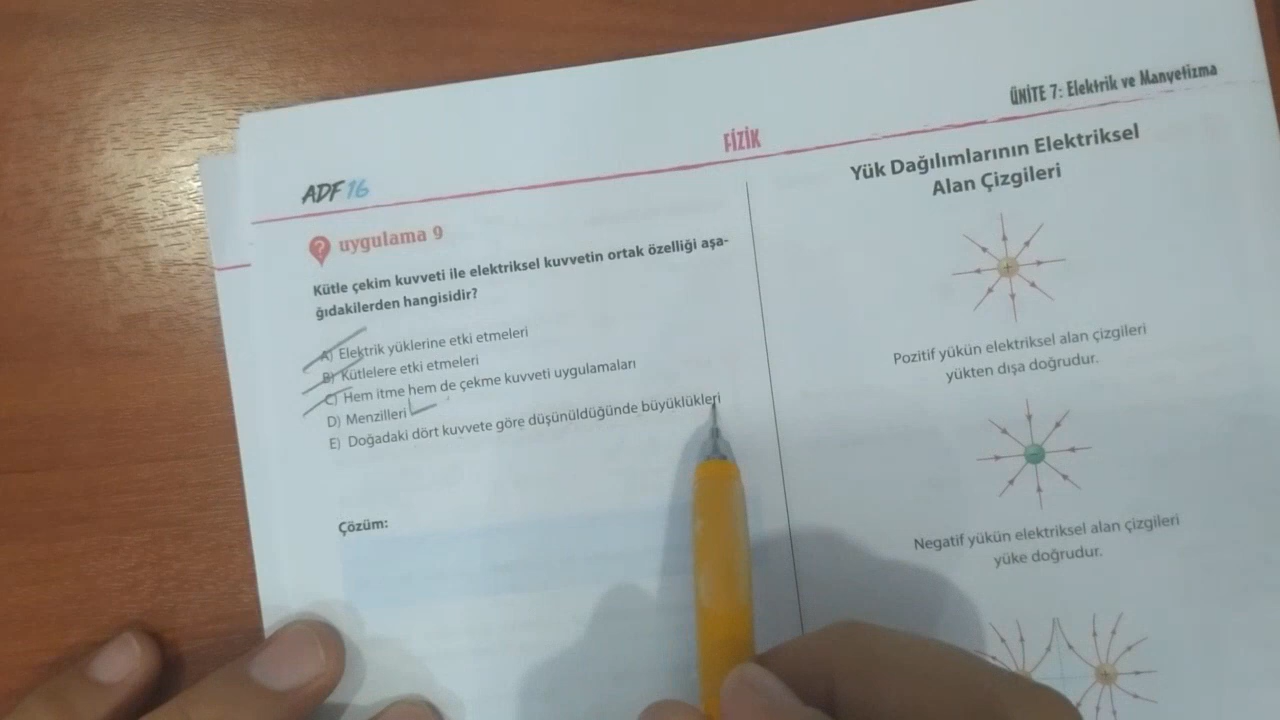 ÜNİTE 7: Elektrik ve Manyetizma
FİZİK
ADF 16
? uygulama 9
Kütle çekim kuvveti ile elektriksel kuvvetin ortak özelliği aşa-
ğıdakilerden hangisidir?
A) Elektrik yüklerine etki etmeleri
B) Kütlelere etki etmeleri
C) Hem itme hem de çekme kuvveti uygulamaları
D) Menzilleri
E) Doğadaki dört kuvvete göre düşünüldüğünde büyüklükleri
Çözüm:
Yük Dağılımlarının Elektriksel
Alan Çizgileri
+
Pozitif yükün elektriksel alan çizgileri
yükten dışa doğrudur.
-
Negatif yükün elektriksel alan çizgileri
yüke doğrudur.
+